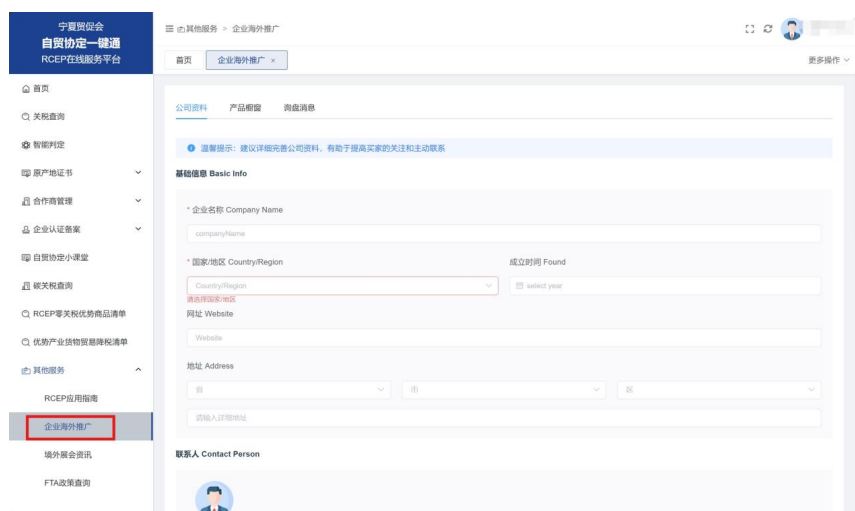 宁夏贸促会
自贸协定一键通
RCEP在线服务平台
首页
关税查询
智能判定
原产地证书
合作商管理
企业认证备案
自贸协定小课堂
碳关税查询
RCEP零关税优势商品清单
优势产业货物贸易降税清单
其他服务
RCEP应用指南
企业海外推广
境外展会资讯
FTA政策查询
其他服务 > 企业海外推广
首页 企业海外推广 ×
更多操作
公司资料 产品橱窗 询盘消息
温馨提示：建议详细完善公司资料，有助于提高买家的关注和主动联系
基础信息 Basic Info
* 企业名称 Company Name
companyName
* 国家/地区 Country/Region 成立时间 Found
Country/Region select year
请选择国家/地区
网址 Website
Website
地址 Address
省 市 区
请输入详细地址
联系人 Contact Person